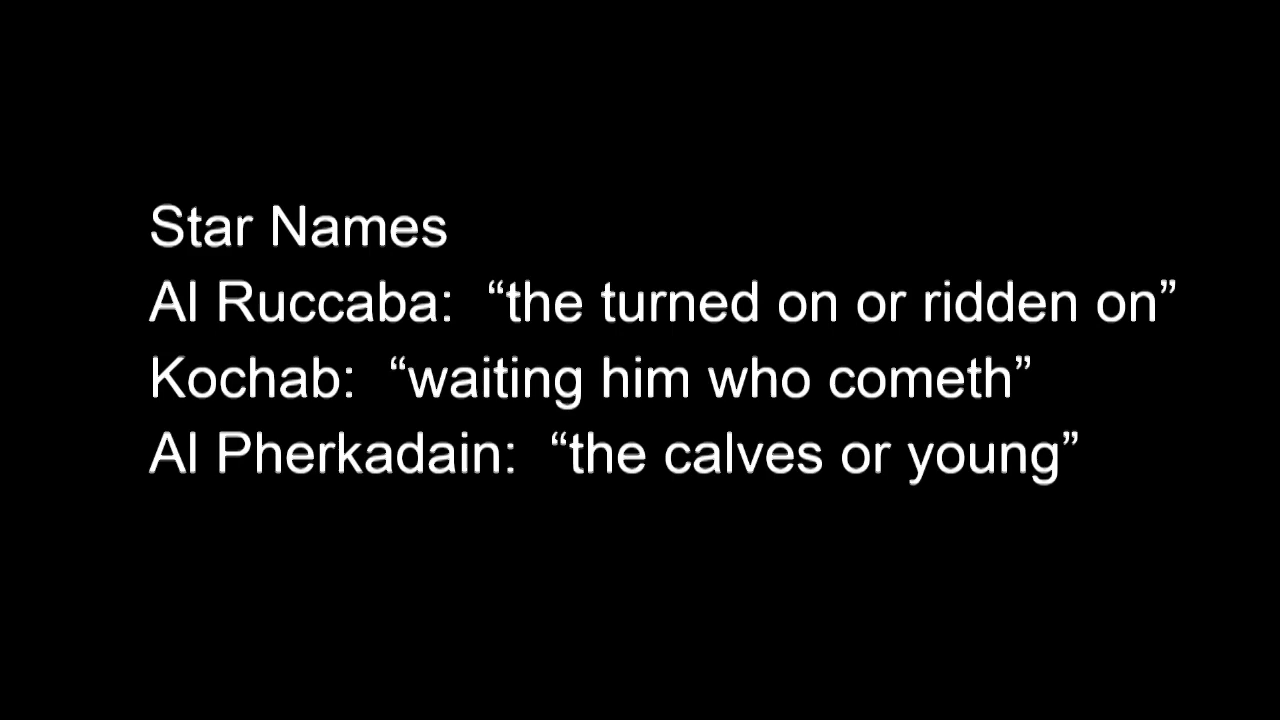 Star Names
Al Ruccaba:  “the turned on or ridden on”
Kochab:  “waiting him who cometh”
Al Pherkadain:  “the calves or young”